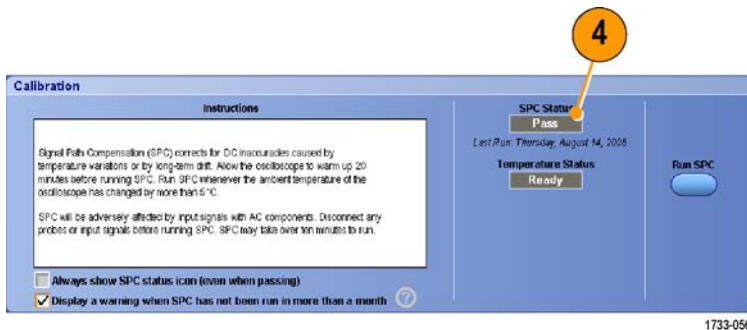 4
Calibration
Instructions
Signal Path Compensation (SPC) corrects for DC inaccuracies caused by
temperature variations or by long-term drift. Allow the oscilloscope to warm up 20
minutes before running SPC. Run SPC whenever the ambient temperature of the
oscilloscope has changed by more than 5 °C.
SPC will be adversely affected by input signals with AC components. Disconnect any
probes or input signals before running SPC. SPC may take over ten minutes to run.
Always show SPC status icon (even when passing)
Display a warning when SPC has not been run in more than a month ?
SPC Status
Pass
Last Run: Thursday, August 14, 2008
Temperature Status
Ready
Run SPC